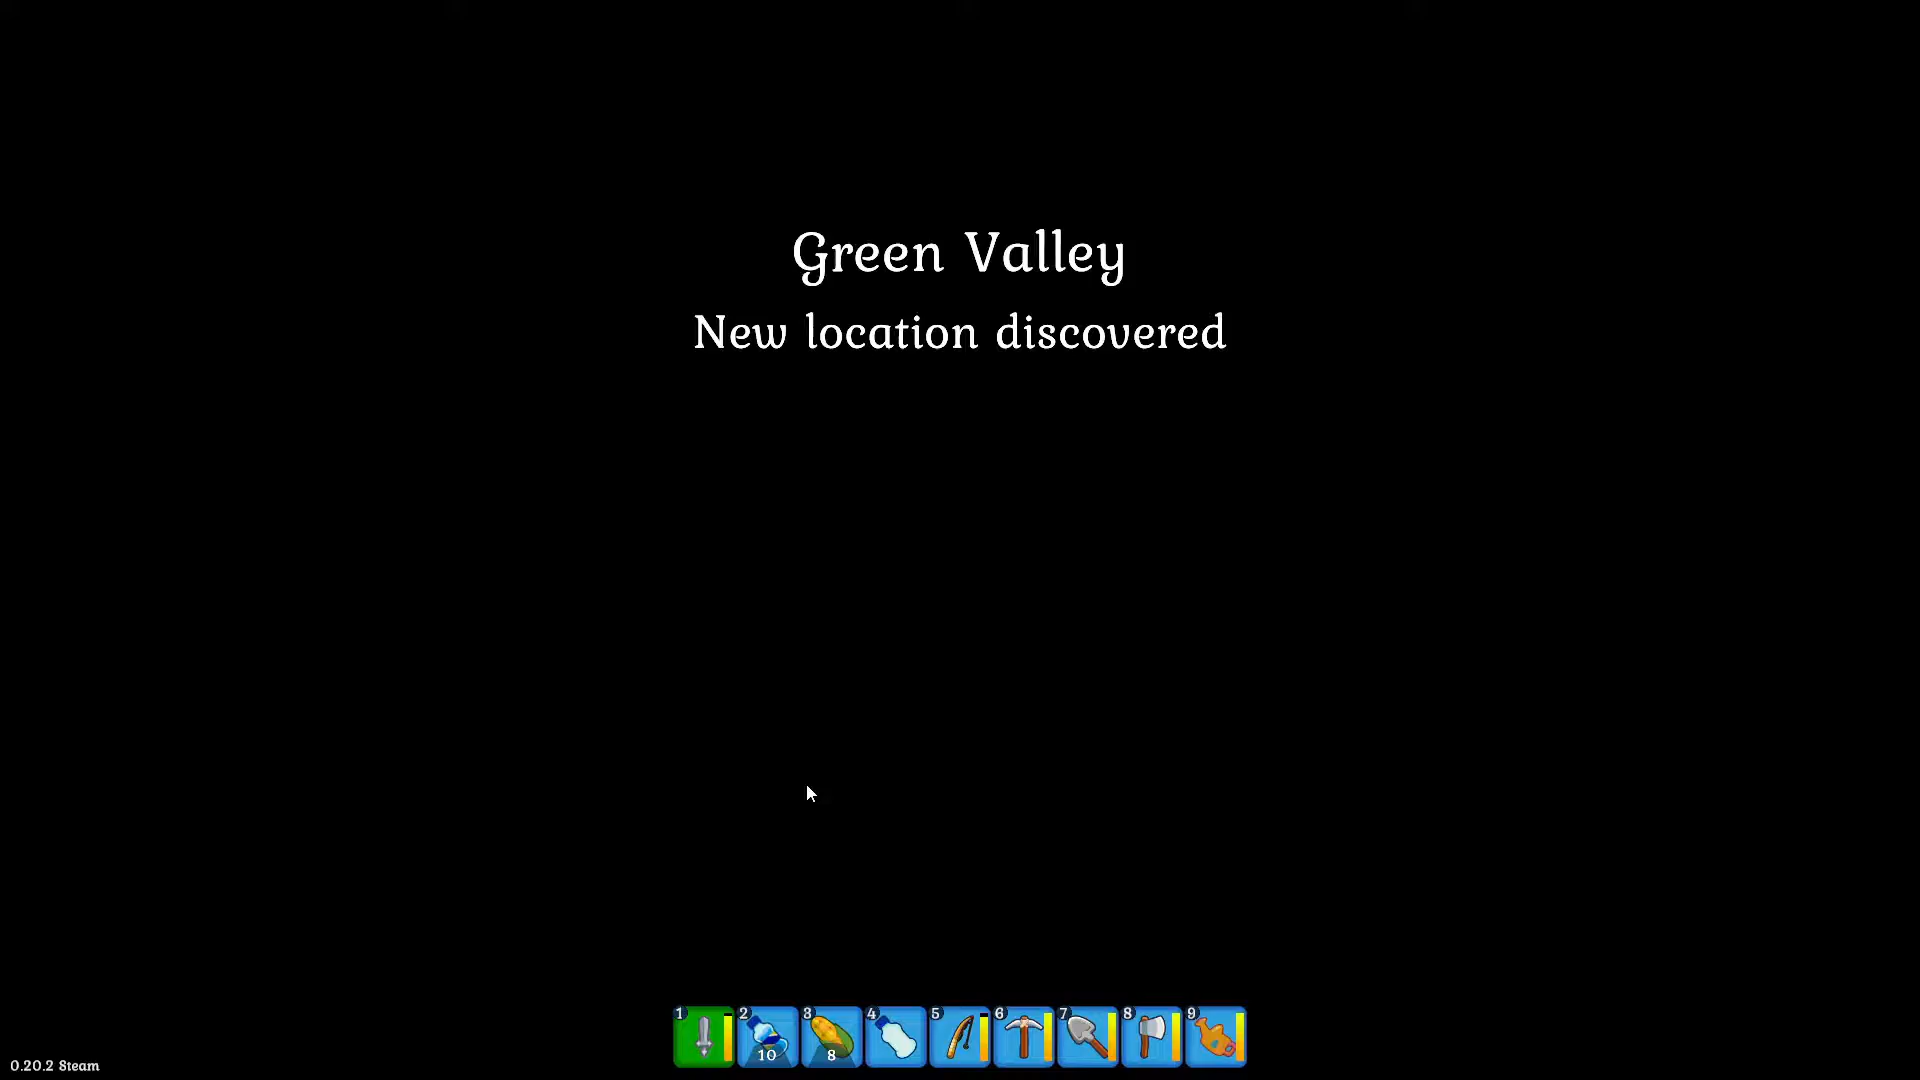 Green Valley
New location discovered
1 2 3 4 5 6 7 8 9
10 8
0.20.2 Steam